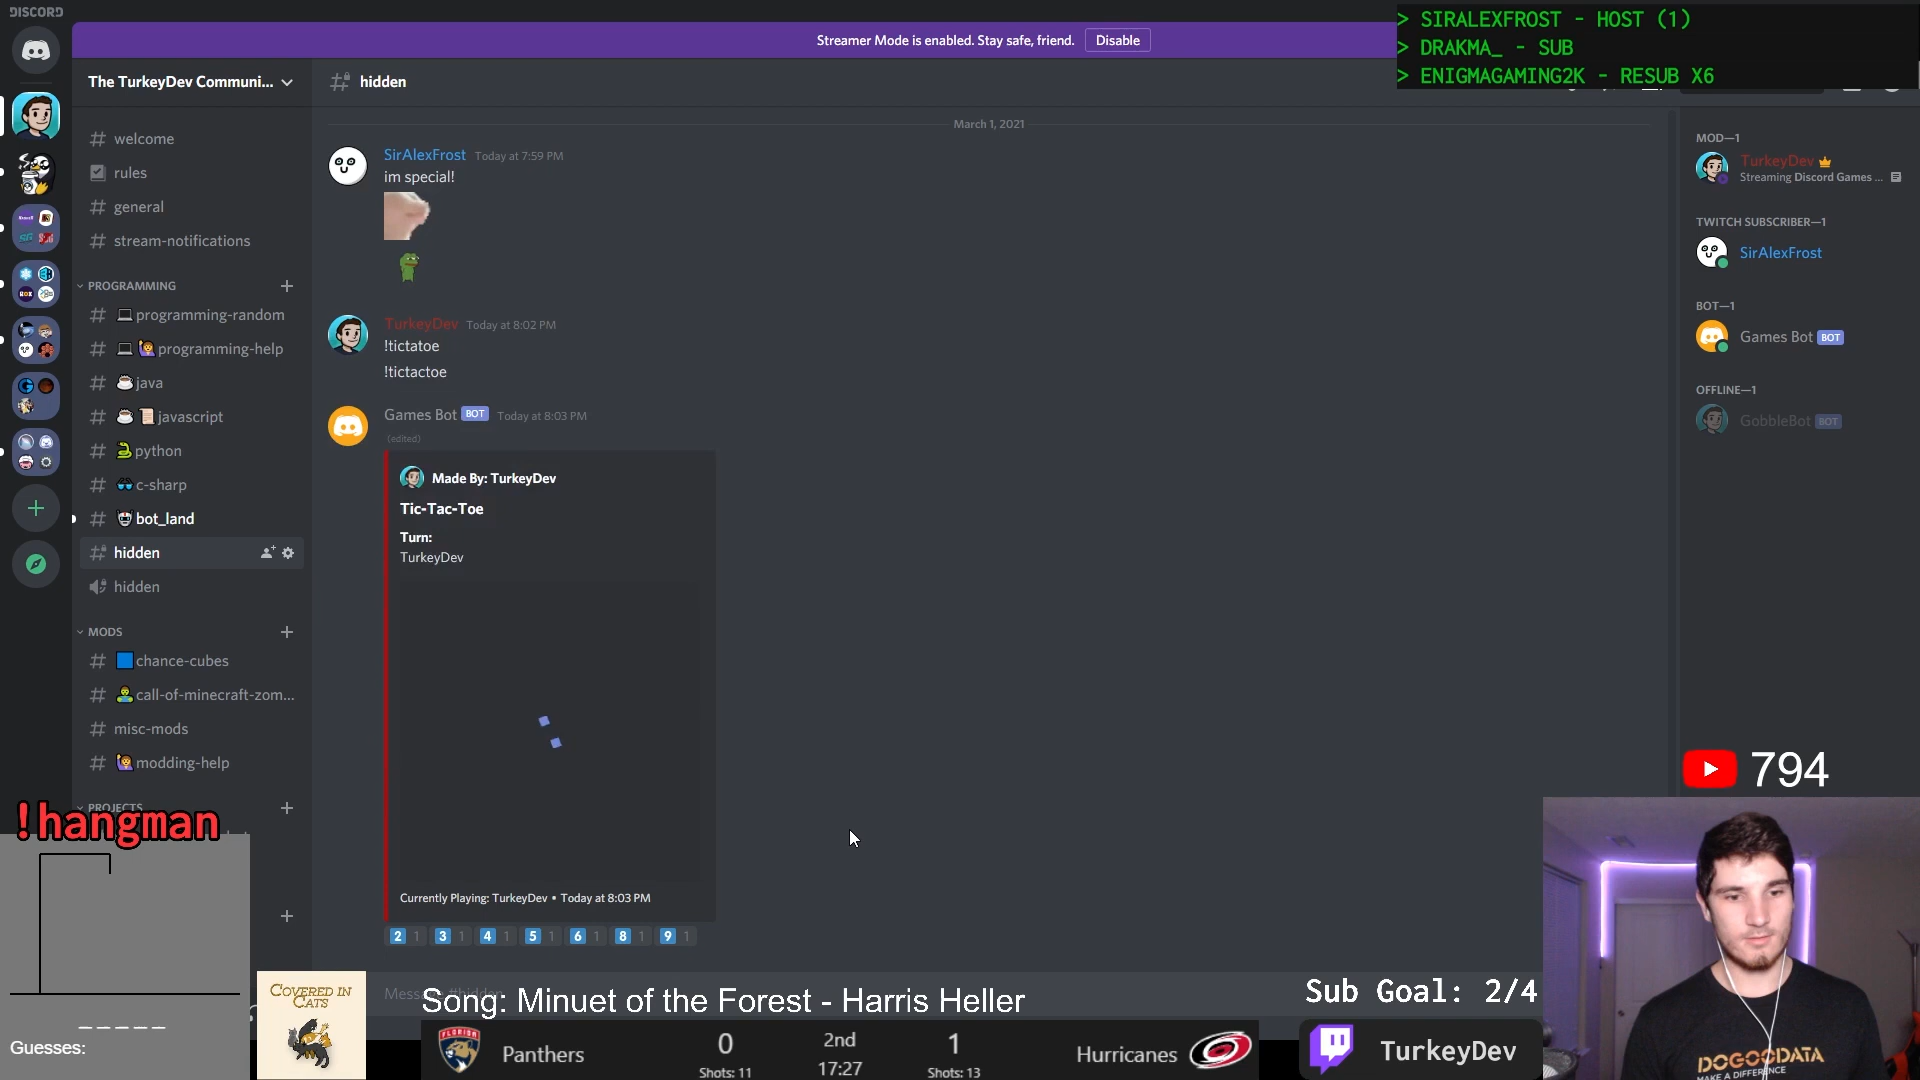 DISCORD
Streamer Mode is enabled. Stay safe, friend. Disable
> SIRALEXFROST - HOST (1)
> DRAKMA_ - SUB
> ENIGMAGAMING2K - RESUB X6
The TurkeyDev Communi...
hidden
welcome
rules
general
stream-notifications
PROGRAMMING
programming-random
programming-help
java
javascript
python
c-sharp
bot_land
hidden
hidden
MODS
chance-cubes
call-of-minecraft-zom...
misc-mods
modding-help
PROJECTS
March 1, 2021
SirAlexFrost Today at 7:59 PM
im special!
TurkeyDev Today at 8:02 PM
!tictatoe
!tictactoe
Games Bot BOT Today at 8:03 PM
(edited)
Made By: TurkeyDev
Tic-Tac-Toe
Turn:
TurkeyDev
Currently Playing: TurkeyDev • Today at 8:03 PM
2 1 3 1 4 1 5 1 6 1 8 1 9 1
MOD—1
TurkeyDev
Streaming Discord Games ...
TWITCH SUBSCRIBER—1
SirAlexFrost
BOT—1
Games Bot BOT
OFFLINE—1
GobbleBot BOT
794
!hangman
Guesses:
COVERED IN
CATS
Song: Minuet of the Forest - Harris Heller
Sub Goal: 2/4
FLORIDA
Panthers
0
Shots: 11
2nd
17:27
1
Shots: 13
Hurricanes
TurkeyDev
DOGOODATA
MAKE A DIFFERENCE